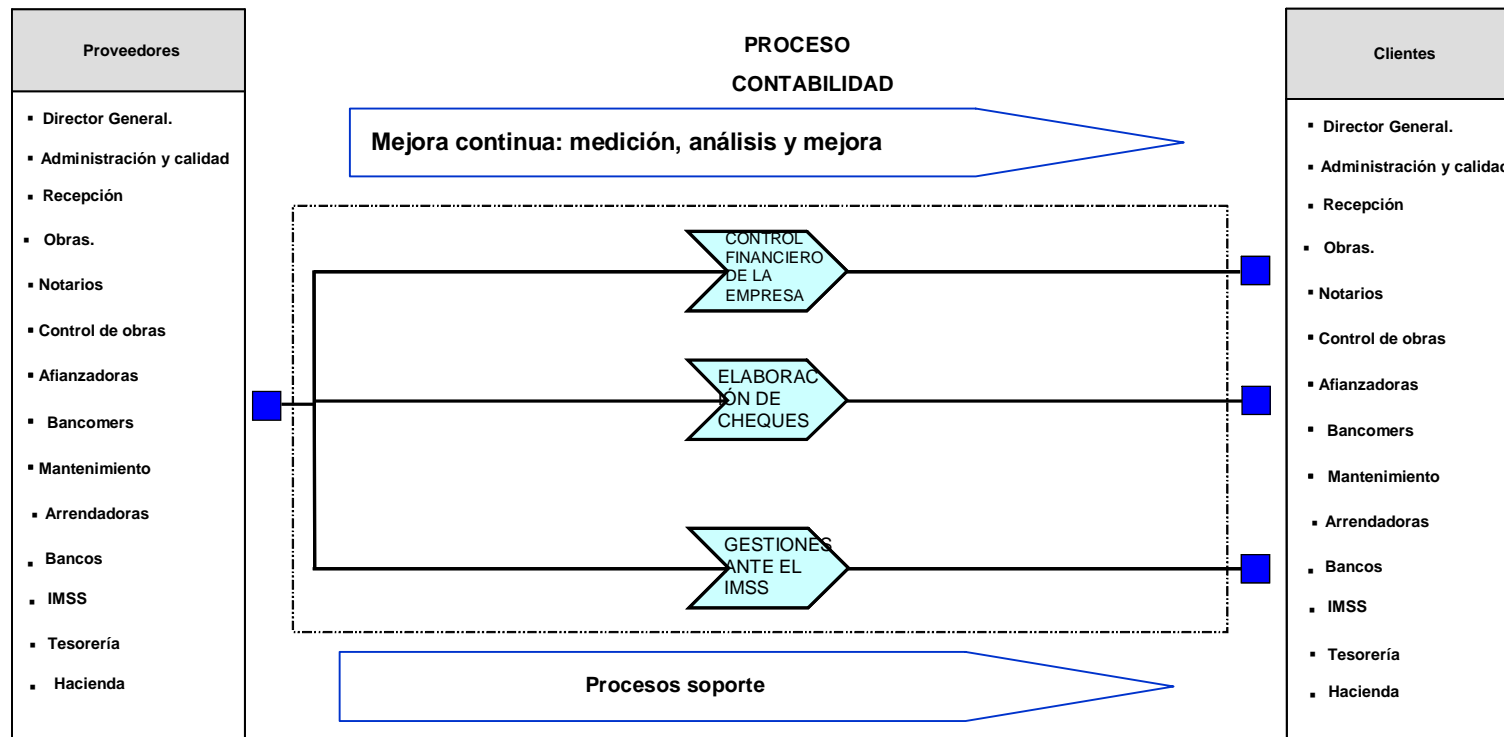 Proveedores
▪ Director General.
▪ Administración y calidad
▪ Recepción
▪ Obras.
▪ Notarios
▪ Control de obras
▪ Afianzadoras
▪ Bancomers
▪ Mantenimiento
▪ Arrendadoras
▪ Bancos
▪ IMSS
▪ Tesorería
▪ Hacienda
PROCESO
CONTABILIDAD
Mejora continua: medición, análisis y mejora
CONTROL
FINANCIERO
DE LA
EMPRESA
ELABORAC
IÓN DE
CHEQUES
GESTIONES
ANTE EL
IMSS
Procesos soporte
Clientes
▪ Director General.
▪ Administración y calidad
▪ Recepción
▪ Obras.
▪ Notarios
▪ Control de obras
▪ Afianzadoras
▪ Bancomers
▪ Mantenimiento
▪ Arrendadoras
▪ Bancos
▪ IMSS
▪ Tesorería
▪ Hacienda